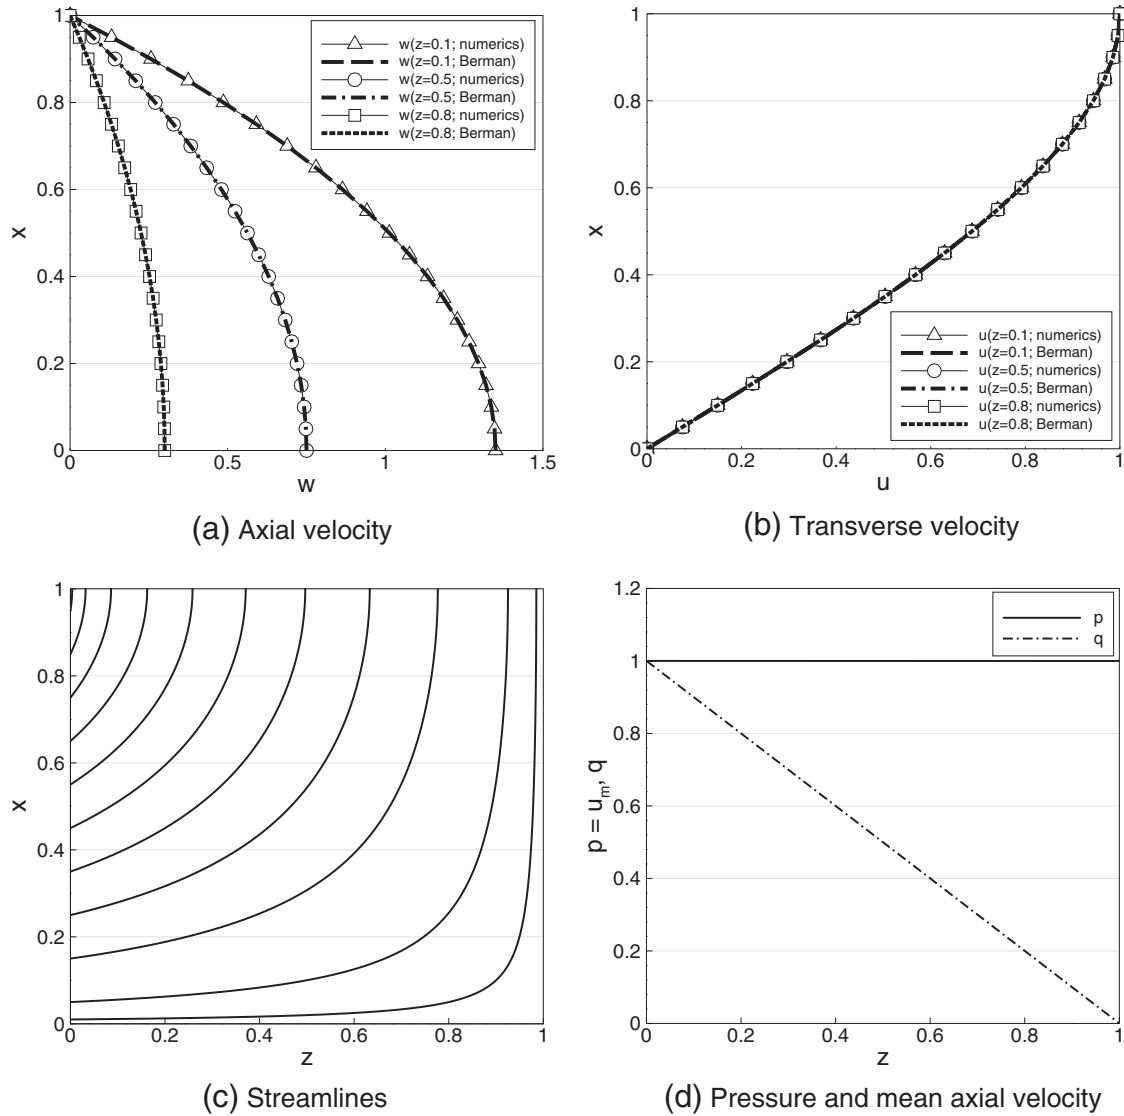 1
0.8
0.6
0.4
0.2
0
x
w(z=0.1; numerics)
w(z=0.1; Berman)
w(z=0.5; numerics)
w(z=0.5; Berman)
w(z=0.8; numerics)
w(z=0.8; Berman)
0 0.5 1 1.5
w
(a) Axial velocity
1
0.8
0.6
0.4
0.2
0
x
u(z=0.1; numerics)
u(z=0.1; Berman)
u(z=0.5; numerics)
u(z=0.5; Berman)
u(z=0.8; numerics)
u(z=0.8; Berman)
0 0.2 0.4 0.6 0.8 1
u
(b) Transverse velocity
1
0.8
0.6
0.4
0.2
0
x
0 0.2 0.4 0.6 0.8 1
z
(c) Streamlines
1.2
1
0.8
0.6
0.4
0.2
0
p = u_m, q
p
q
0 0.2 0.4 0.6 0.8 1
z
(d) Pressure and mean axial velocity